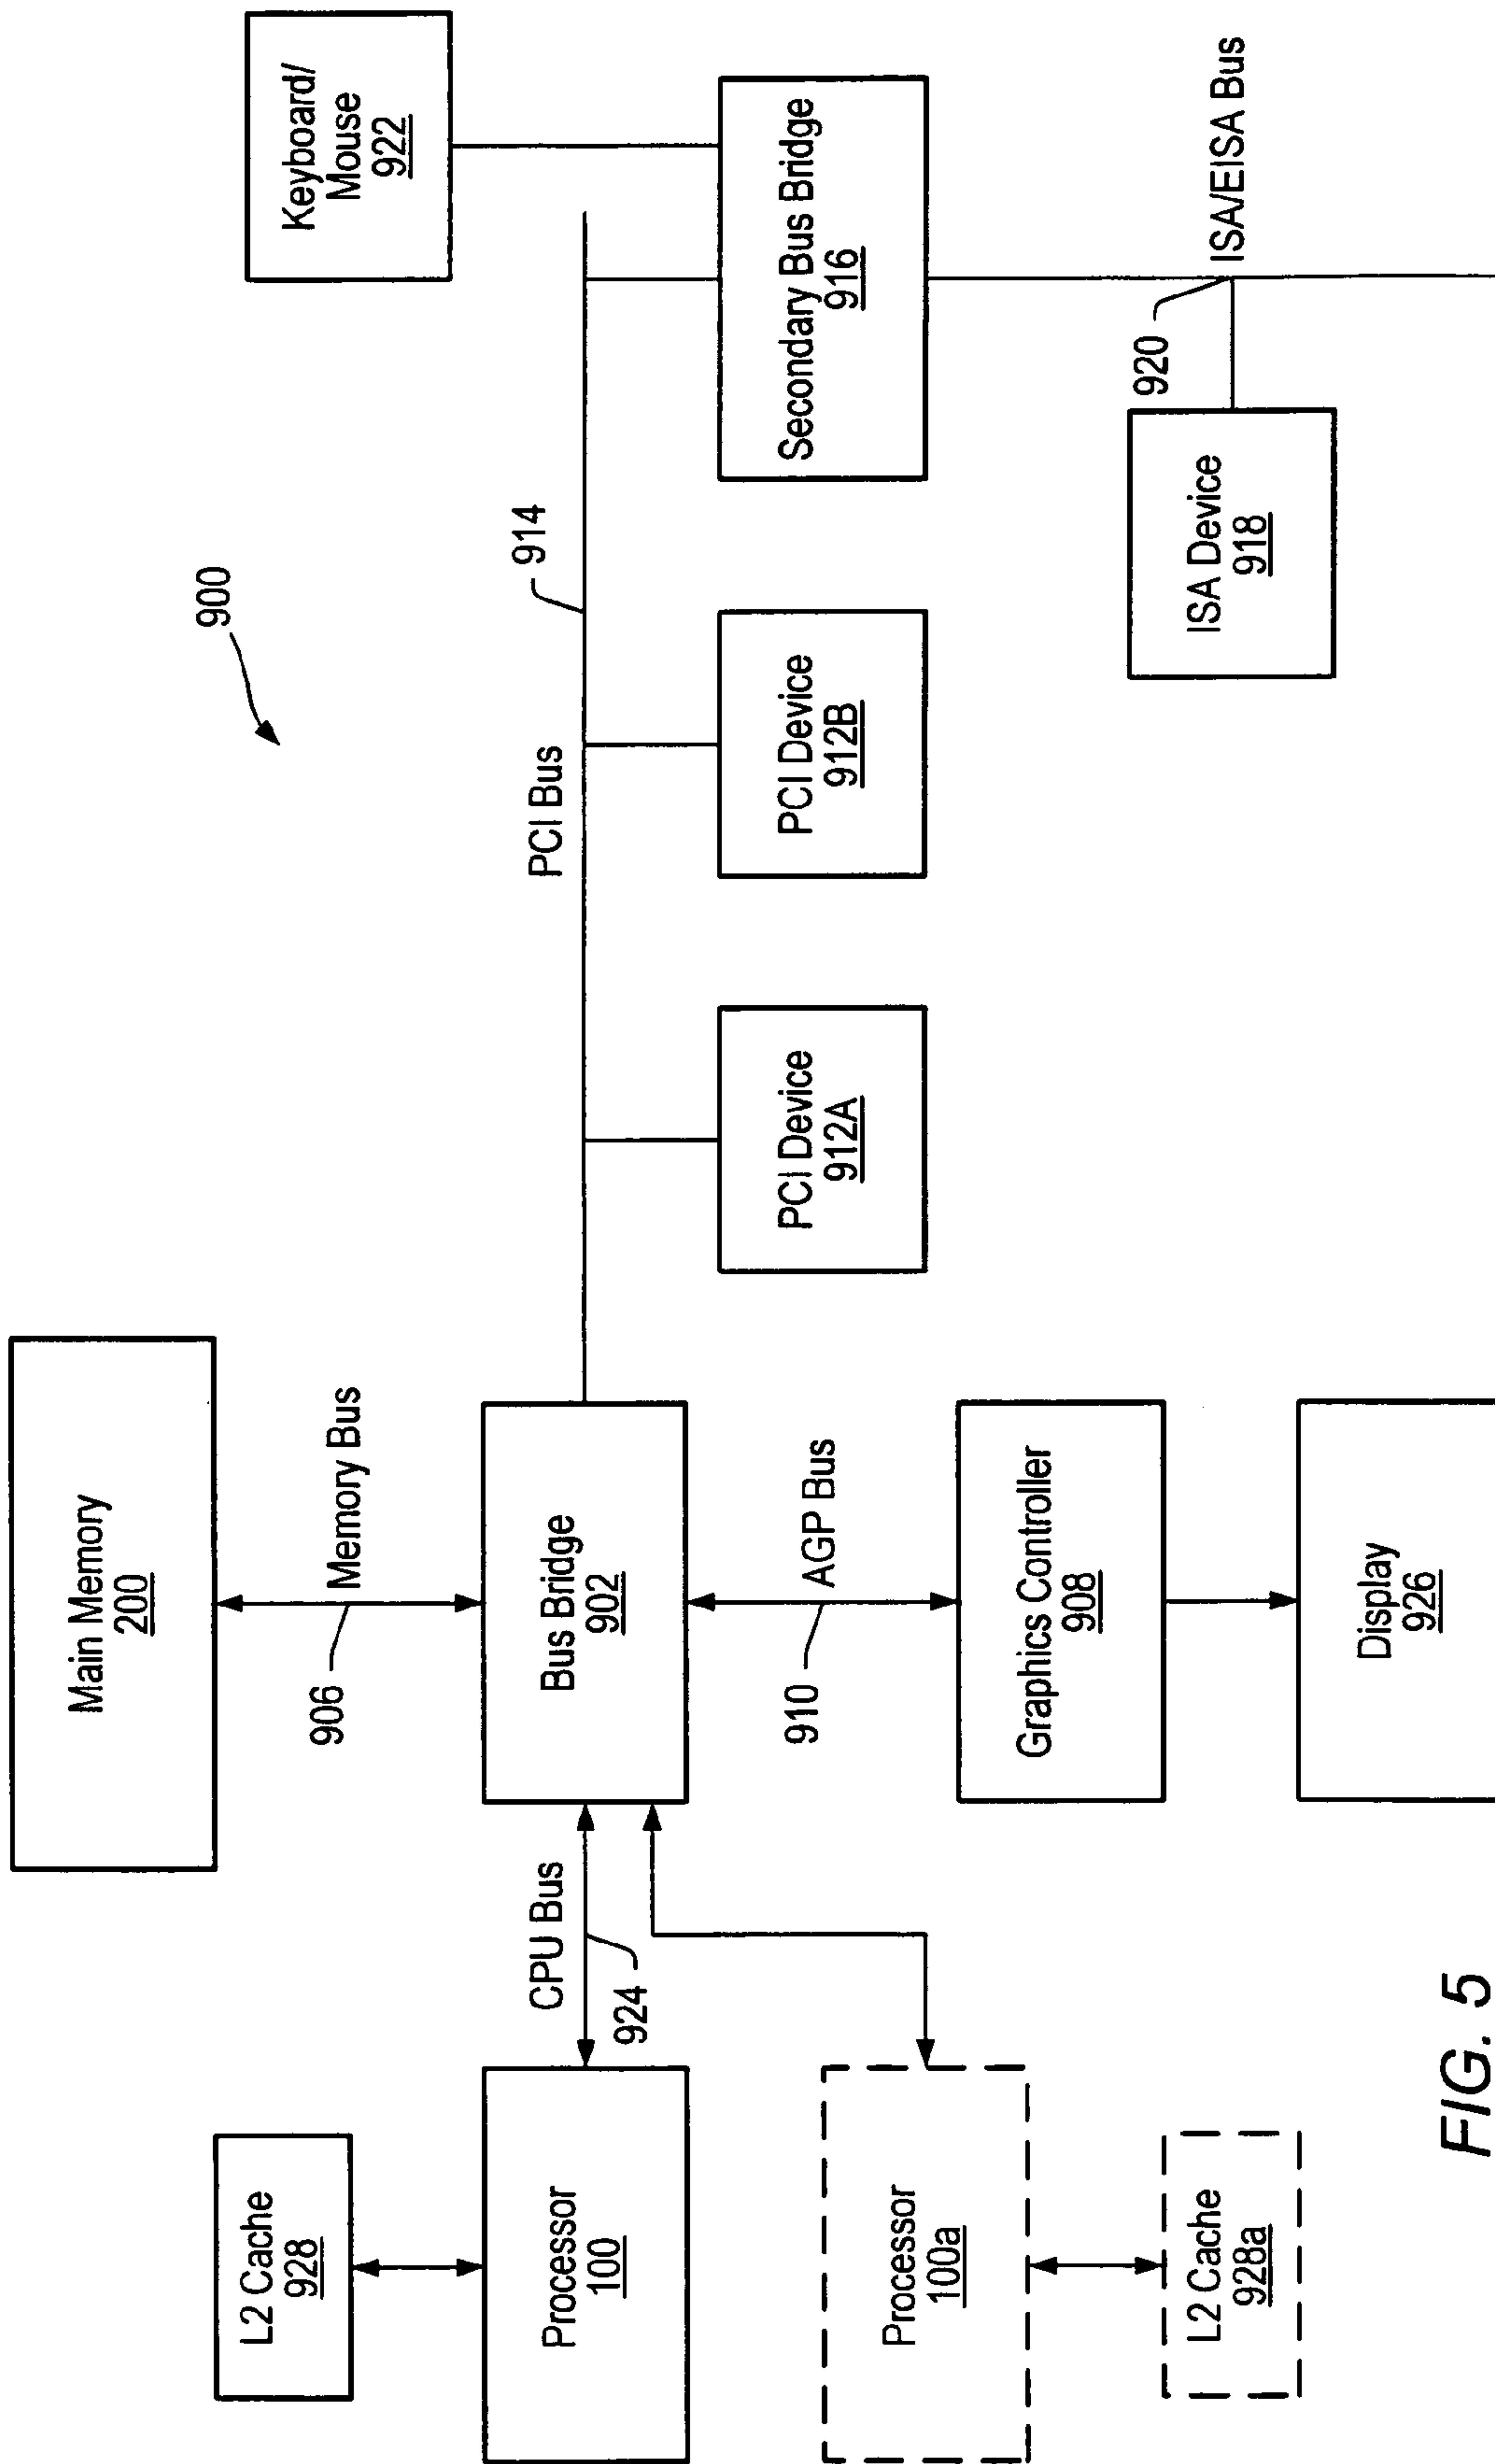 900
Main Memory
200
L2 Cache
928
906
Memory Bus
Keyboard/
Mouse
922
CPU Bus
924
PCI Bus
914
Processor
100
Bus Bridge
902
PCI Device
912A
PCI Device
912B
Secondary Bus Bridge
916
910
AGP Bus
Processor
100a
Graphics Controller
908
920
ISA/EISA Bus
ISA Device
918
L2 Cache
928a
Display
926
FIG. 5